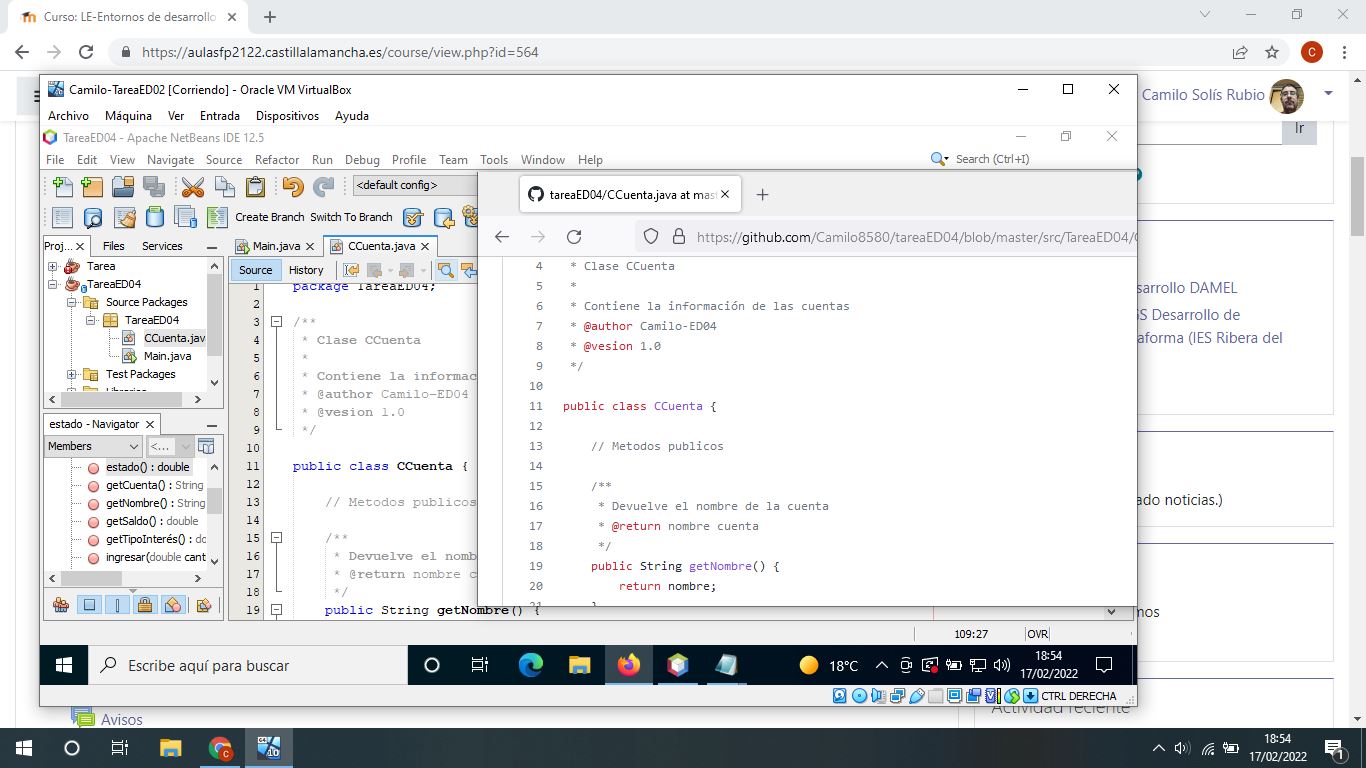 Curso: LE-Entornos de desarrollo
https://aulasfp2122.castillalamancha.es/course/view.php?id=564
C
Camilo-TareaED02 [Corriendo] - Oracle VM VirtualBox
Archivo Máquina Ver Entrada Dispositivos Ayuda
Camilo Solís Rubio
Ir
TareaED04 - Apache NetBeans IDE 12.5
File Edit View Navigate Source Refactor Run Debug Profile Team Tools Window Help
Search (Ctrl+I)
<default config>
Create Branch Switch To Branch
Proj... Files Services
Tarea
TareaED04
Source Packages
TareaED04
CCuenta.jav
Main.java
Test Packages
Libraries
estado - Navigator
Members
<...
estado() : double
getCuenta() : String
getNombre() : String
getSaldo() : double
getTipoInterés() : do
ingresar(double cant
Main.java CCuenta.java
Source History
1 package TareaED04;
2
3 /**
4 * Clase CCuenta
5 *
6 * Contiene la informac
7 * @author Camilo-ED04
8 * @vesion 1.0
9 */
10
11 public class CCuenta {
12
13 // Metodos publicos
14
15 /**
16 * Devuelve el nomb
17 * @return nombre c
18 */
19 public String getNombre() {
tareaED04/CCuenta.java at mast
https://github.com/Camilo8580/tareaED04/blob/master/src/TareaED04/C
4 * Clase CCuenta
5 *
6 * Contiene la información de las cuentas
7 * @author Camilo-ED04
8 * @vesion 1.0
9 */
10
11 public class CCuenta {
12
13 // Metodos publicos
14
15 /**
16 * Devuelve el nombre de la cuenta
17 * @return nombre cuenta
18 */
19 public String getNombre() {
20 return nombre;
21 }
sarrollo DAMEL
GS Desarrollo de
aforma (IES Ribera del
ado noticias.)
mos
109:27 OVR
Escribe aquí para buscar
18°C
18:54
17/02/2022
CTRL DERECHA
Avisos
Actividad reciente
18:54
17/02/2022
1